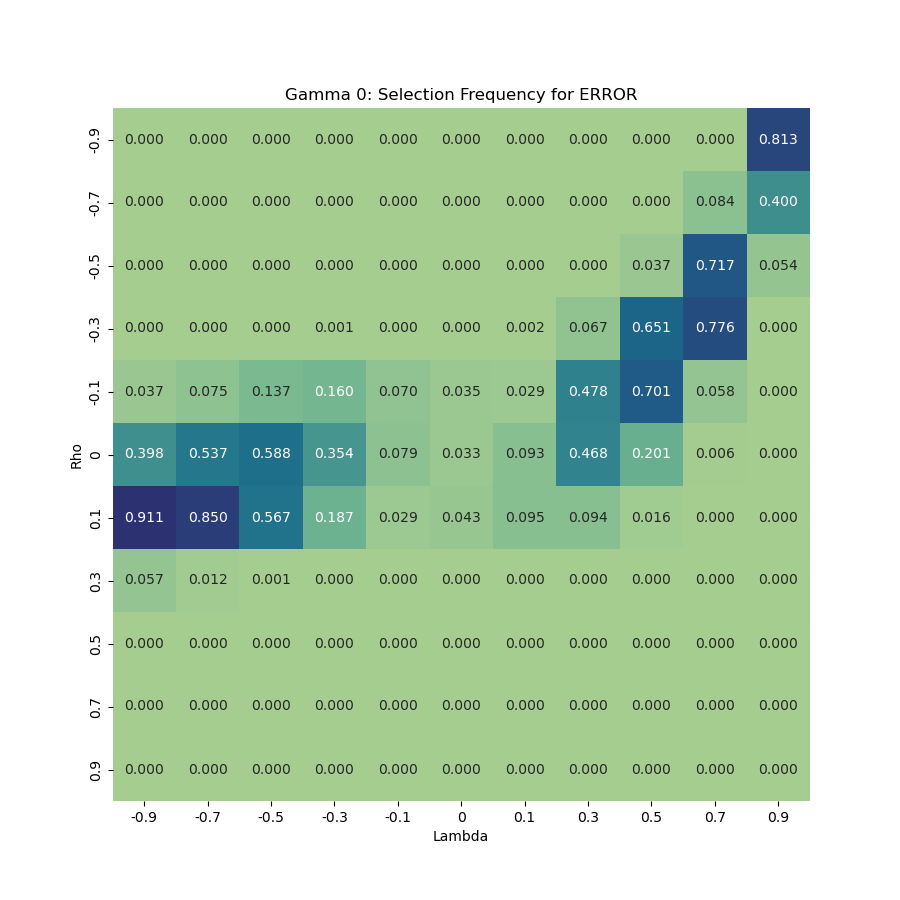 Gamma 0: Selection Frequency for ERROR
-0.9 0.000 0.000 0.000 0.000 0.000 0.000 0.000 0.000 0.000 0.000 0.813
-0.7 0.000 0.000 0.000 0.000 0.000 0.000 0.000 0.000 0.000 0.084 0.400
-0.5 0.000 0.000 0.000 0.000 0.000 0.000 0.000 0.000 0.037 0.717 0.054
-0.3 0.000 0.000 0.000 0.001 0.000 0.000 0.002 0.067 0.651 0.776 0.000
-0.1 0.037 0.075 0.137 0.160 0.070 0.035 0.029 0.478 0.701 0.058 0.000
Rho
0 0.398 0.537 0.588 0.354 0.079 0.033 0.093 0.468 0.201 0.006 0.000
0.1 0.911 0.850 0.567 0.187 0.029 0.043 0.095 0.094 0.016 0.000 0.000
0.3 0.057 0.012 0.001 0.000 0.000 0.000 0.000 0.000 0.000 0.000 0.000
0.5 0.000 0.000 0.000 0.000 0.000 0.000 0.000 0.000 0.000 0.000 0.000
0.7 0.000 0.000 0.000 0.000 0.000 0.000 0.000 0.000 0.000 0.000 0.000
0.9 0.000 0.000 0.000 0.000 0.000 0.000 0.000 0.000 0.000 0.000 0.000
-0.9 -0.7 -0.5 -0.3 -0.1 0 0.1 0.3 0.5 0.7 0.9
Lambda